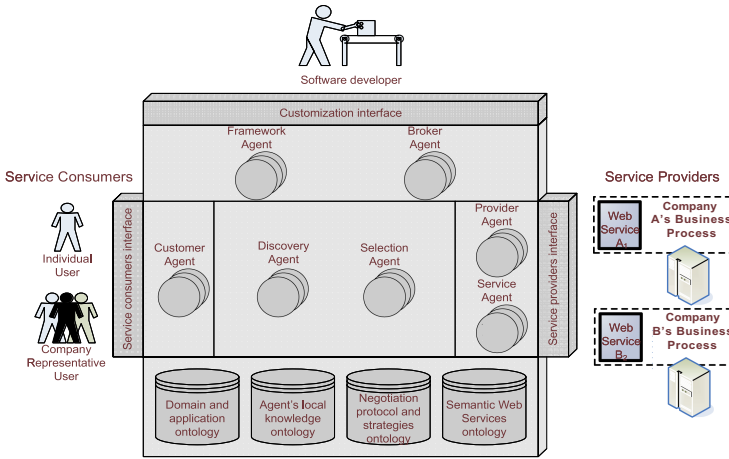 Software developer
Customization interface
Framework
Agent
Broker
Agent
Service Consumers
Service Providers
Individual
User
Company
Representative
User
Service consumers interface
Customer
Agent
Discovery
Agent
Selection
Agent
Provider
Agent
Service
Agent
Service providers interface
Web
Service
A1
Company
A's Business
Process
Web
Service
B2
Company
B's Business
Process
Domain and
application
ontology
Agent's local
knowledge
ontology
Negotiation
protocol and
strategies
ontology
Semantic Web
Services
ontology